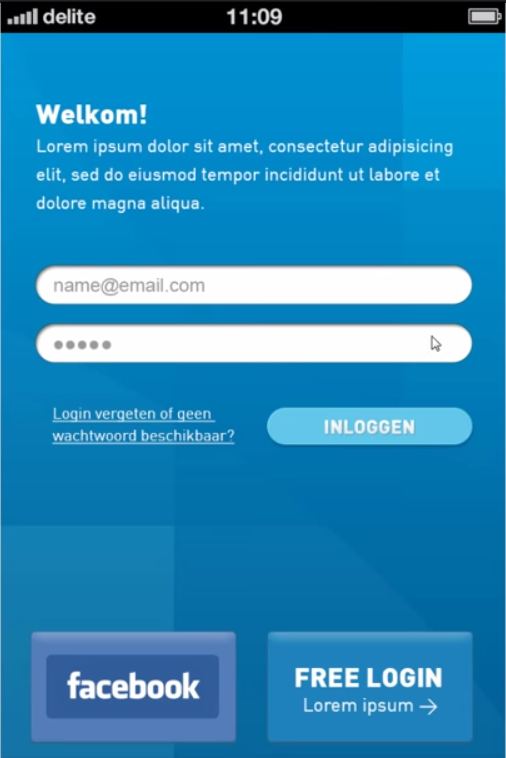 delite 11:09
Welkom!
Lorem ipsum dolor sit amet, consectetur adipisicing
elit, sed do eiusmod tempor incididunt ut labore et
dolore magna aliqua.
name@email.com
Login vergeten of geen
wachtwoord beschikbaar?
INLOGGEN
facebook
FREE LOGIN
Lorem ipsum →